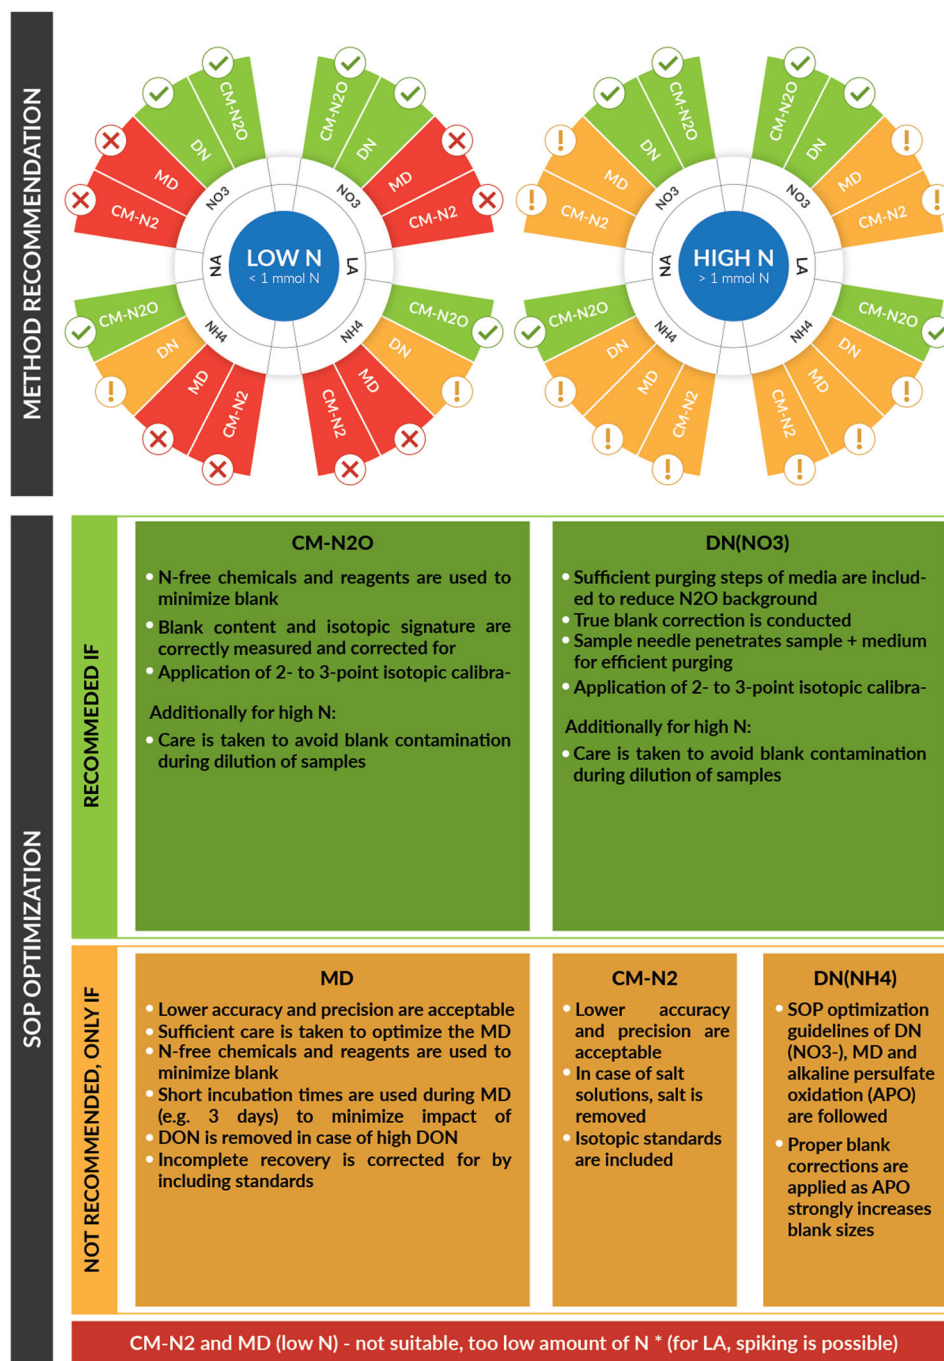 METHOD RECOMMENDATION
CM-N2O
DN
MD
CM-N2
NO3
CM-N2O
DN
MD
CM-N2
NO3
NA
LOW N
< 1 mmol N
LA
NH4
CM-N2O
DN
MD
CM-N2
NH4
CM-N2O
DN
MD
CM-N2
CM-N2O
DN
MD
CM-N2
NO3
CM-N2O
DN
MD
CM-N2
NO3
NA
HIGH N
> 1 mmol N
LA
NH4
CM-N2O
DN
MD
CM-N2
NH4
CM-N2O
DN
MD
CM-N2
SOP OPTIMIZATION
RECOMMEDED IF
CM-N2O
• N-free chemicals and reagents are used to
minimize blank
• Blank content and isotopic signature are
correctly measured and corrected for
• Application of 2- to 3-point isotopic calibra-
Additionally for high N:
• Care is taken to avoid blank contamination
during dilution of samples
DN(NO3)
• Sufficient purging steps of media are includ-
ed to reduce N2O background
• True blank correction is conducted
• Sample needle penetrates sample + medium
for efficient purging
• Application of 2- to 3-point isotopic calibra-
Additionally for high N:
• Care is taken to avoid blank contamination
during dilution of samples
NOT RECOMMENDED, ONLY IF
MD
• Lower accuracy and precision are acceptable
• Sufficient care is taken to optimize the MD
• N-free chemicals and reagents are used to
minimize blank
• Short incubation times are used during MD
(e.g. 3 days) to minimize impact of
• DON is removed in case of high DON
• Incomplete recovery is corrected for by
including standards
CM-N2
• Lower accuracy
and precision are
acceptable
• In case of salt
solutions, salt is
removed
• Isotopic standards
are included
DN(NH4)
• SOP optimization
guidelines of DN
(NO3-), MD and
alkaline persulfate
oxidation (APO)
are followed
• Proper blank
corrections are
applied as APO
strongly increases
blank sizes
CM-N2 and MD (low N) - not suitable, too low amount of N * (for LA, spiking is possible)